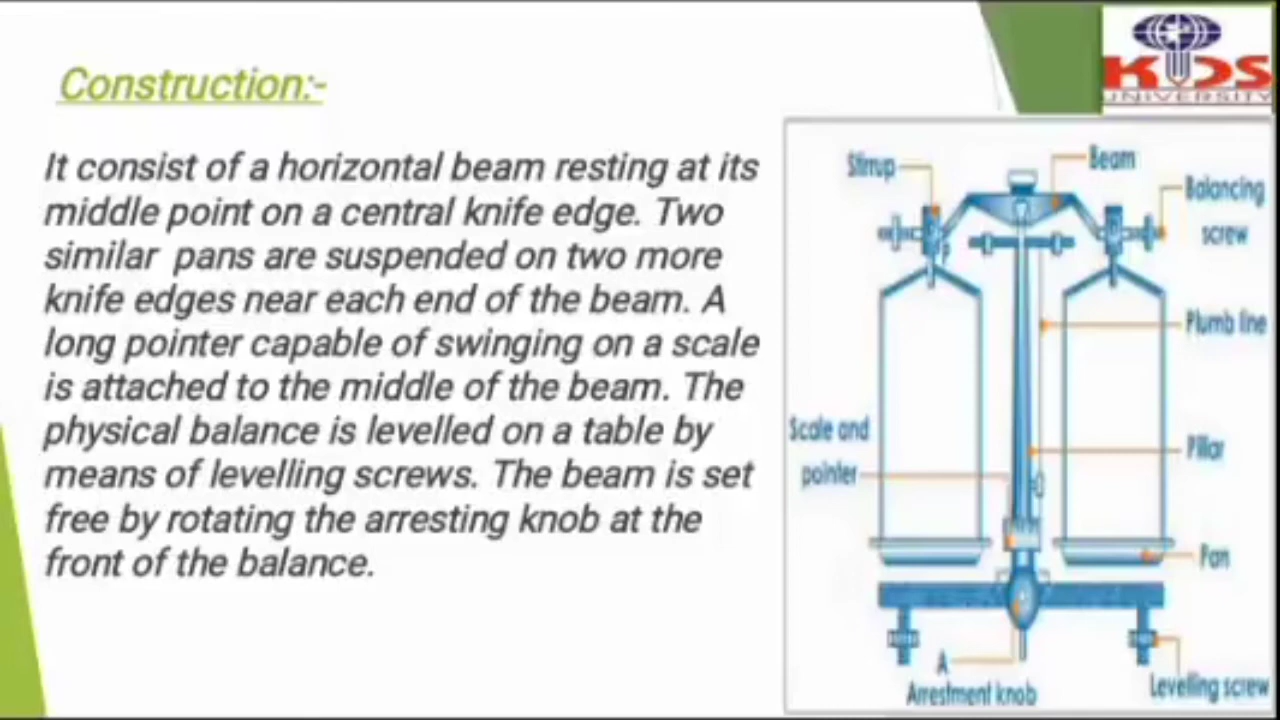 Construction:-
It consist of a horizontal beam resting at its
middle point on a central knife edge. Two
similar pans are suspended on two more
knife edges near each end of the beam. A
long pointer capable of swinging on a scale
is attached to the middle of the beam. The
physical balance is levelled on a table by
means of levelling screws. The beam is set
free by rotating the arresting knob at the
front of the balance.
KIDS
UNIVERSITY
Stirrup
Beam
Balancing
screw
Plumb line
Scale and
pointer
Pillar
Pan
A
Arrestment knob
Levelling screw